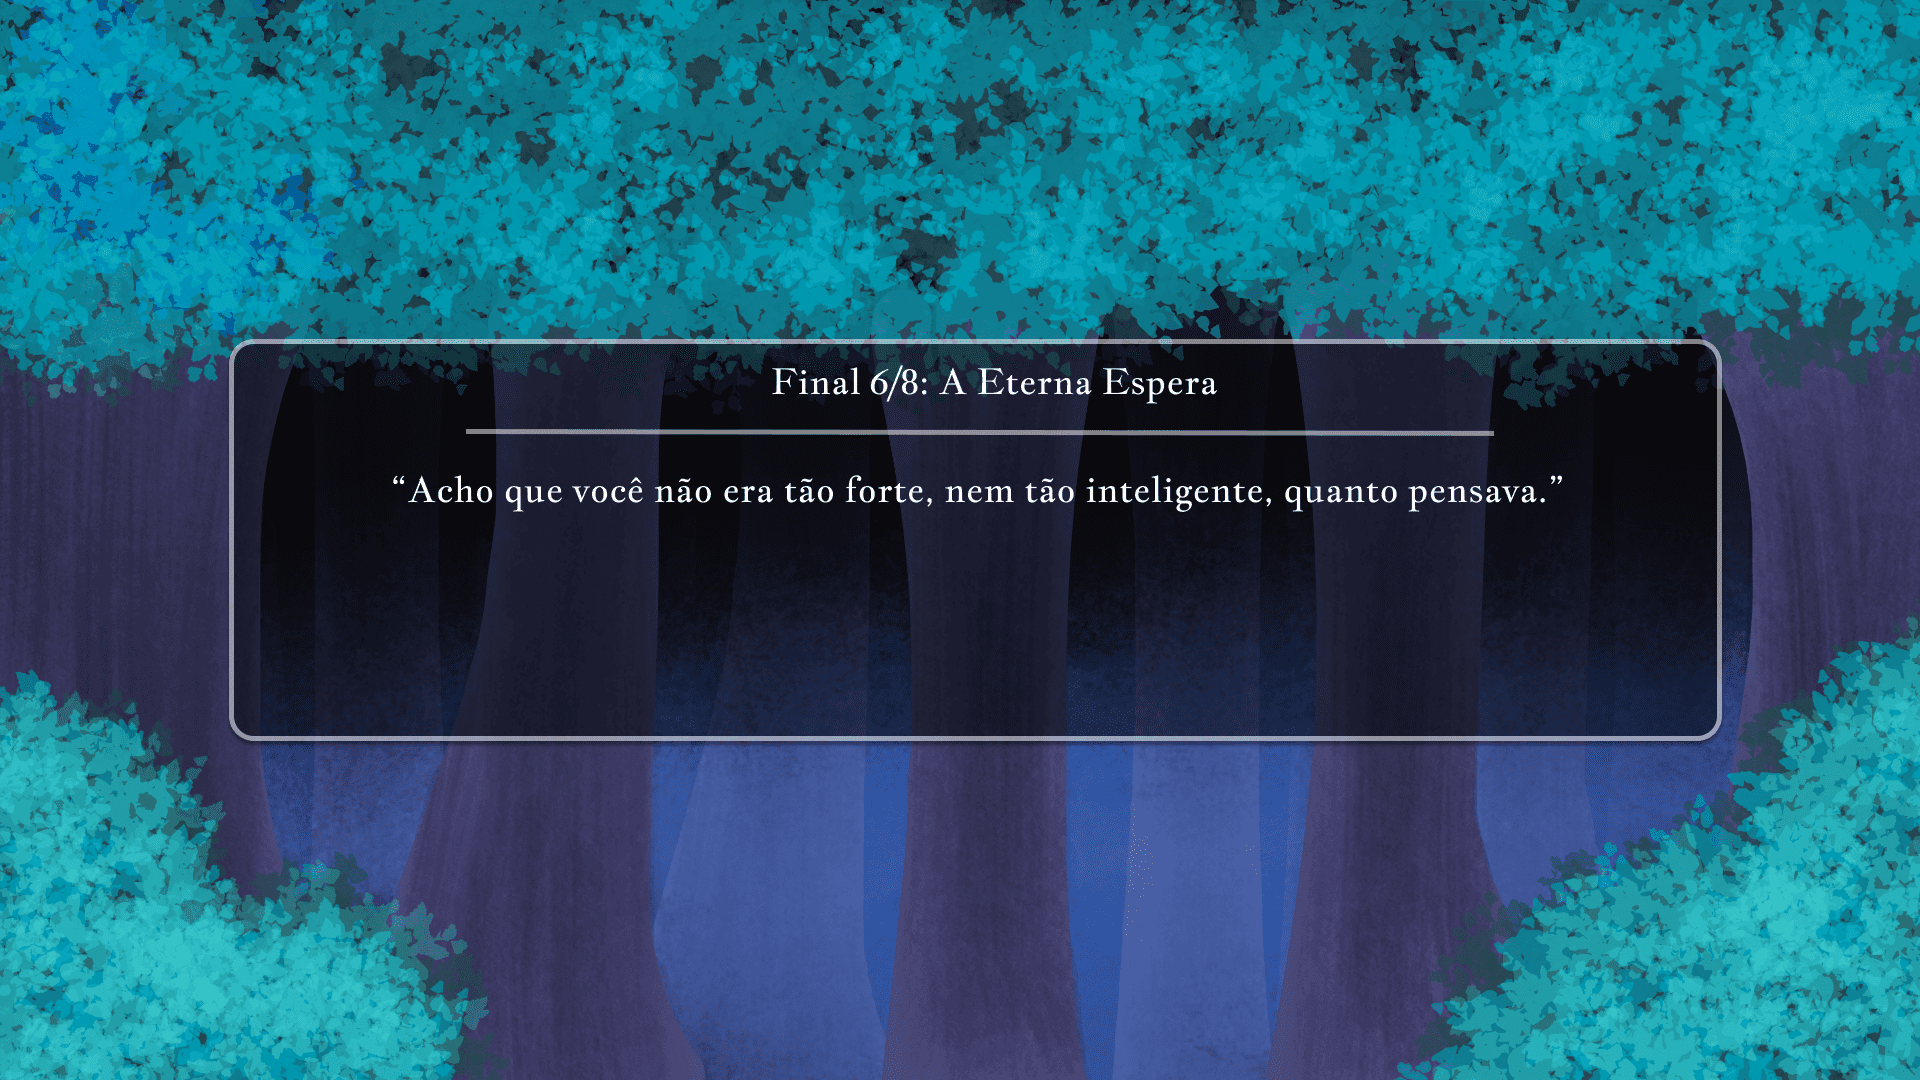 Final 6/8: A Eterna Espera
“Acho que você não era tão forte, nem tão inteligente, quanto pensava.”